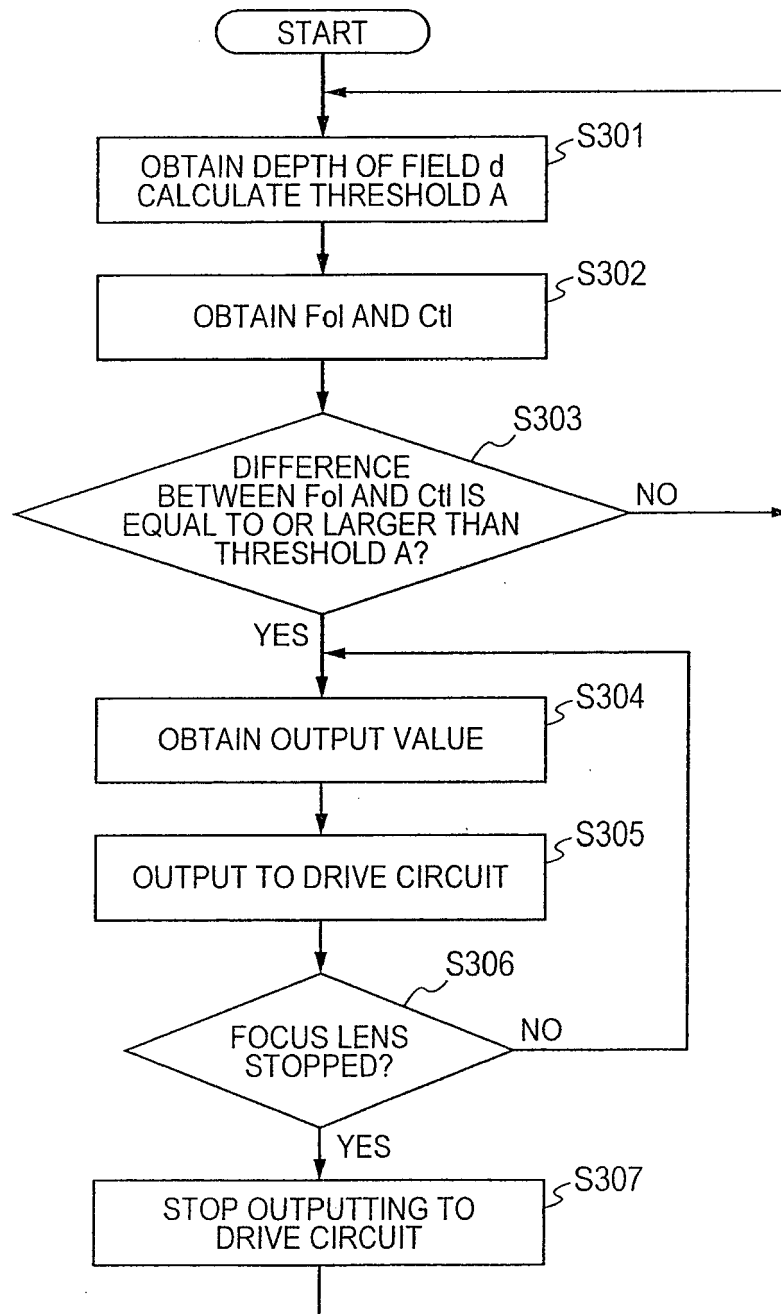 START
S301
OBTAIN DEPTH OF FIELD d
CALCULATE THRESHOLD A
S302
OBTAIN Fol AND Ctl
S303
DIFFERENCE
BETWEEN Fol AND Ctl IS
EQUAL TO OR LARGER THAN
THRESHOLD A?
NO
YES
S304
OBTAIN OUTPUT VALUE
S305
OUTPUT TO DRIVE CIRCUIT
S306
FOCUS LENS
STOPPED?
NO
YES
S307
STOP OUTPUTTING TO
DRIVE CIRCUIT